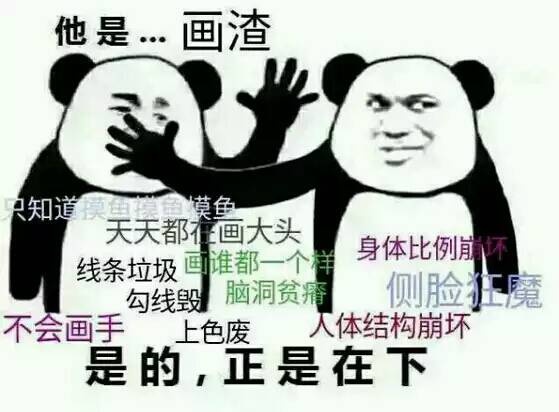 他是...画渣
只知道摸鱼摸鱼摸鱼
天天都在画大头
身体比例崩坏
线条垃圾
画谁都一个样
勾线毁
脑洞贫瘠
侧脸狂魔
不会画手
上色废
人体结构崩坏
是的,正是在下